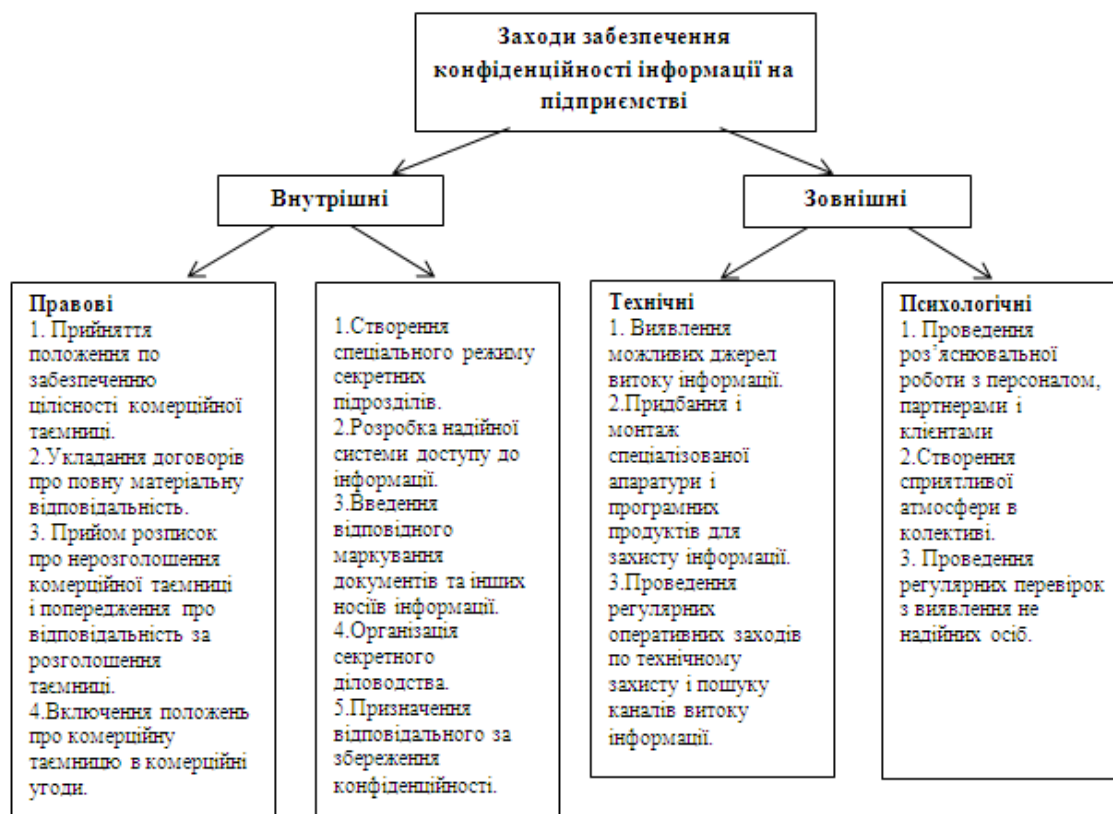 Заходи забезпечення
конфіденційності інформації на
підприємстві
Внутрішні
Зовнішні
Правові
1. Прийняття
положення по
забезпеченню
цілісності комерційної
таємниці.
2.Укладання договорів
про повну матеріальну
відповідальність.
3. Прийом розписок
про нерозголошення
комерційної таємниці
і попередження про
відповідальність за
розголошення
таємниці.
4.Включення положень
про комерційну
таємницю в комерційні
угоди.
1.Створення
спеціального режиму
секретних
підрозділів.
2.Розробка надійної
системи доступу до
інформації.
3.Введення
відповідного
маркування
документів та інших
носіїв інформації.
4.Організація
секретного
діловодства.
5.Призначення
відповідального за
збереження
конфіденційності.
Технічні
1. Виявлення
можливих джерел
витоку інформації.
2.Придбання і
монтаж
спеціалізованої
апаратури і
програмних
продуктів для
захисту інформації.
3.Проведення
регулярних
оперативних заходів
по технічному
захисту і пошуку
каналів витоку
інформації.
Психологічні
1. Проведення
роз’яснювальної
роботи з персоналом,
партнерами і
клієнтами
2.Створення
сприятливої
атмосфери в
колективі.
3. Проведення
регулярних перевірок
з виявлення не
надійних осіб.